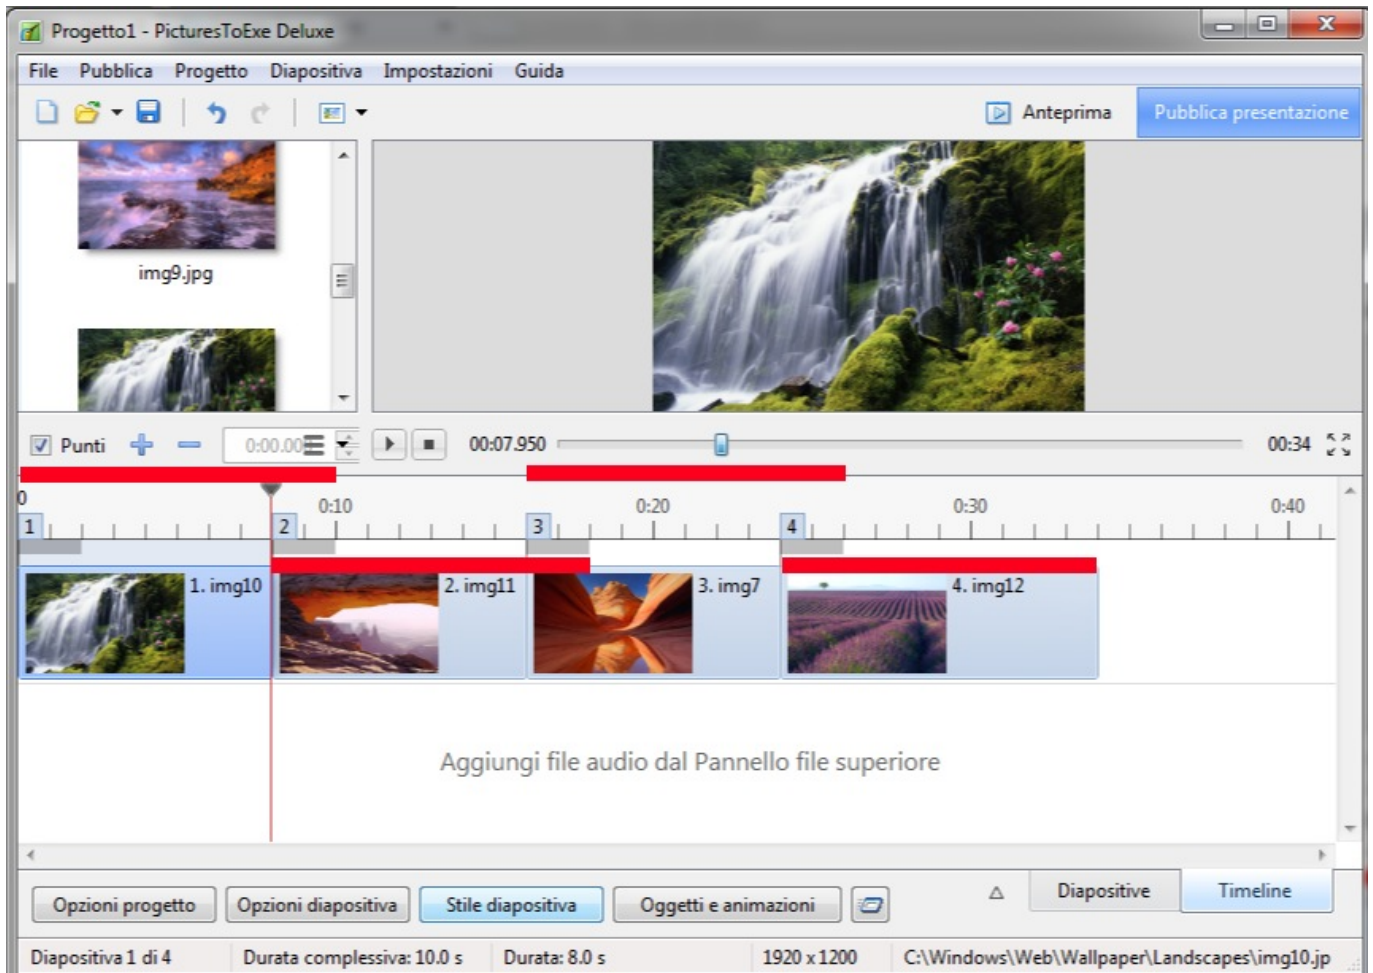 Progetto1 - PicturesToExe Deluxe
File Pubblica Progetto Diapositiva Impostazioni Guida
Anteprima Pubblica presentazione
img9.jpg
Punti 0:00.00 00:07.950 00:34
0 0:10 0:20 0:30 0:40
1 2 3 4
1. img10 2. img11 3. img7 4. img12
Aggiungi file audio dal Pannello file superiore
Opzioni progetto Opzioni diapositiva Stile diapositiva Oggetti e animazioni Diapositive Timeline
Diapositiva 1 di 4 Durata complessiva: 10.0 s Durata: 8.0 s 1920 x 1200 C:\Windows\Web\Wallpaper\Landscapes\img10.jp